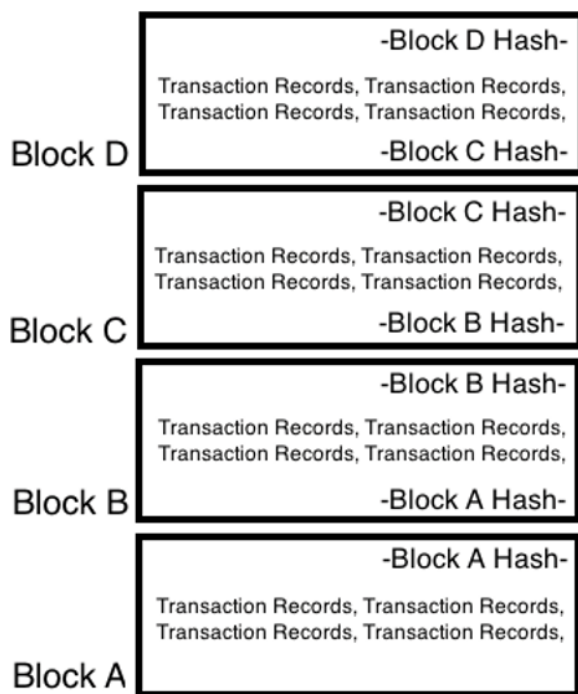 -Block D Hash-
Transaction Records, Transaction Records,
Transaction Records, Transaction Records,
Block D
-Block C Hash-
-Block C Hash-
Transaction Records, Transaction Records,
Transaction Records, Transaction Records,
Block C
-Block B Hash-
-Block B Hash-
Transaction Records, Transaction Records,
Transaction Records, Transaction Records,
Block B
-Block A Hash-
-Block A Hash-
Transaction Records, Transaction Records,
Transaction Records, Transaction Records,
Block A